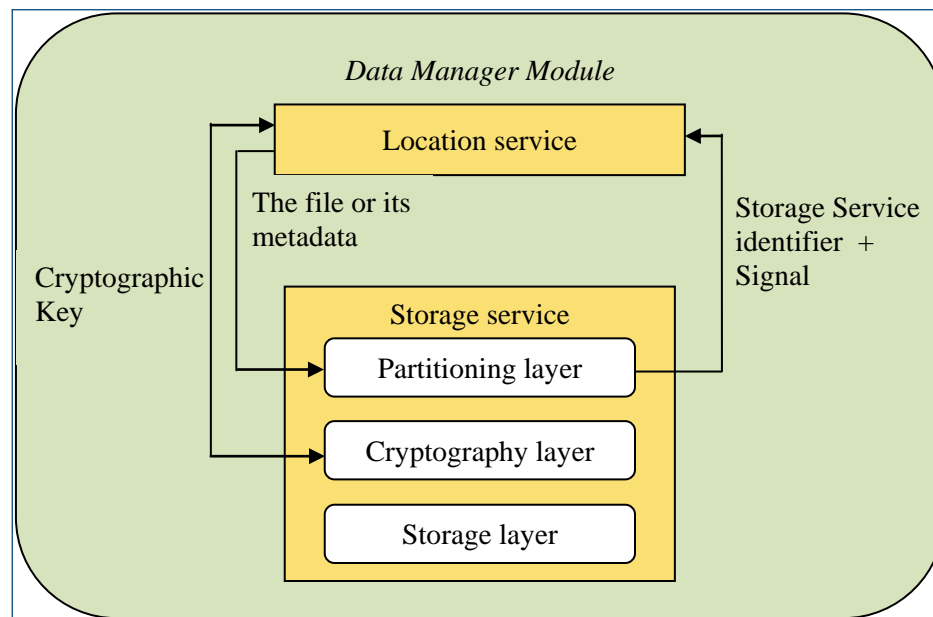 Data Manager Module
Location service
The file or its
metadata
Storage Service
identifier +
Signal
Cryptographic
Key
Storage service
Partitioning layer
Cryptography layer
Storage layer